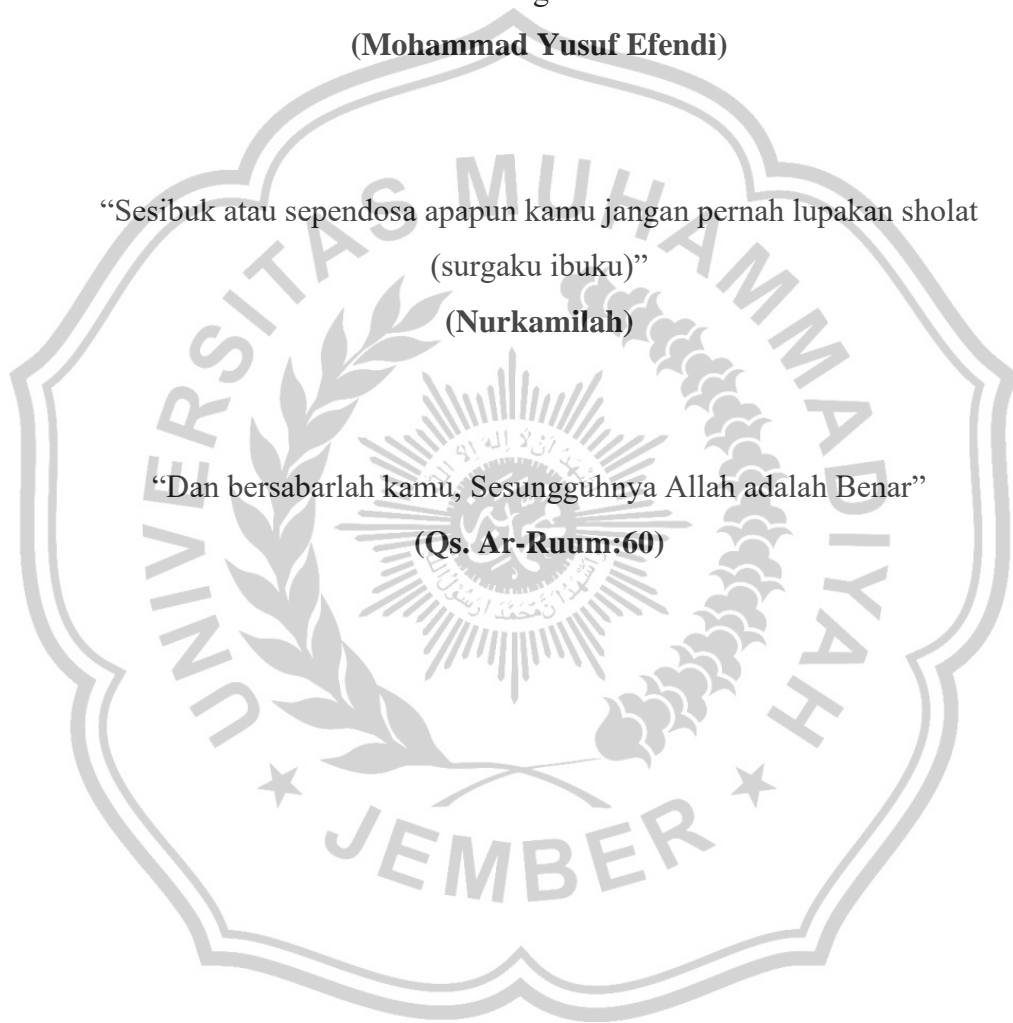 (Mohammad Yusuf Efendi)
“Sesibuk atau sependosa apapun kamu jangan pernah lupakan sholat
(surgaku ibuku)”
(Nurkamilah)
“Dan bersabarlah kamu, Sesungguhnya Allah adalah Benar”
(Qs. Ar-Ruum:60)
UNIVERSITAS MUHAMMADIYAH
JEMBER